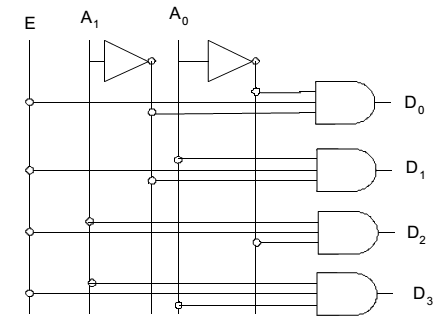 E A₁ A₀
D₀
D₁
D₂
D₃